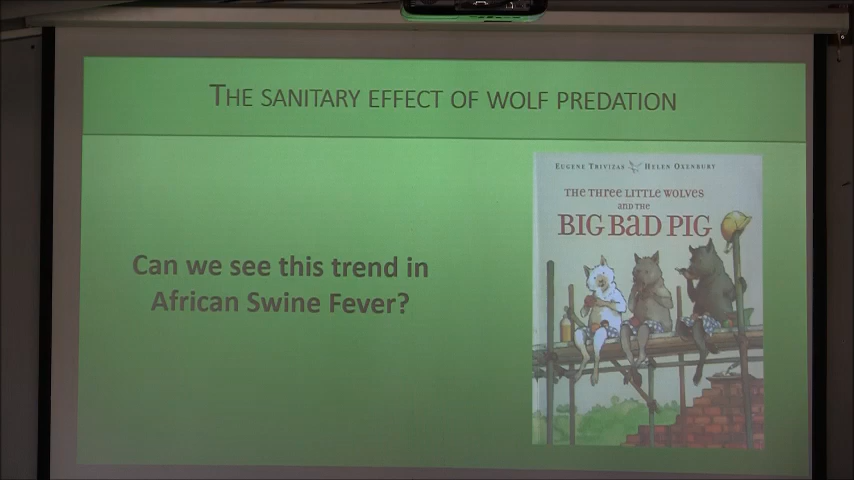 THE SANITARY EFFECT OF WOLF PREDATION
EUGENE TRIVIZAS HELEN OXENBURY
THE THREE LITTLE WOLVES
AND THE
BIG BAD PIG
Can we see this trend in
African Swine Fever?